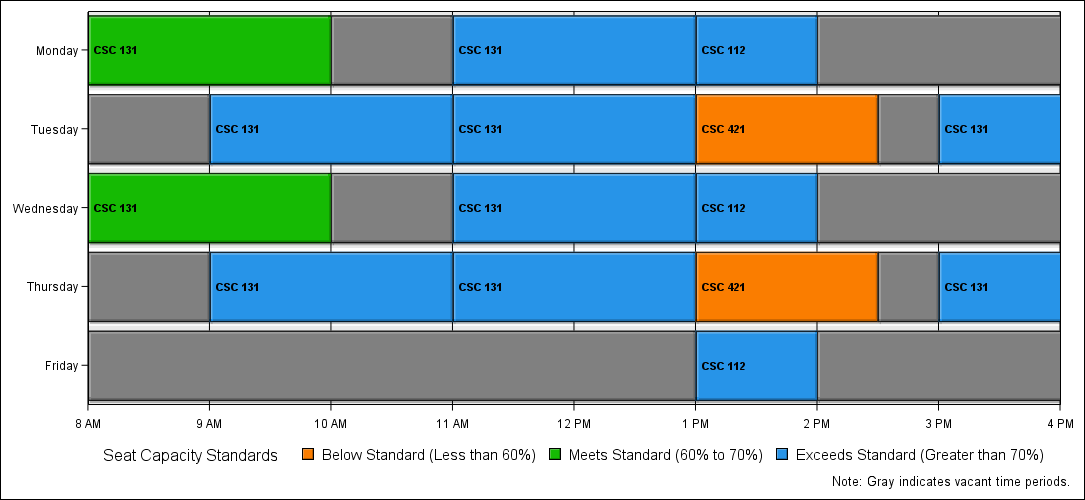 Monday CSC 131 CSC 131 CSC 112
Tuesday CSC 131 CSC 131 CSC 421 CSC 131
Wednesday CSC 131 CSC 131 CSC 112
Thursday CSC 131 CSC 131 CSC 421 CSC 131
Friday CSC 112
8 AM 9 AM 10 AM 11 AM 12 PM 1 PM 2 PM 3 PM 4 PM
Seat Capacity Standards Below Standard (Less than 60%) Meets Standard (60% to 70%) Exceeds Standard (Greater than 70%)
Note: Gray indicates vacant time periods.